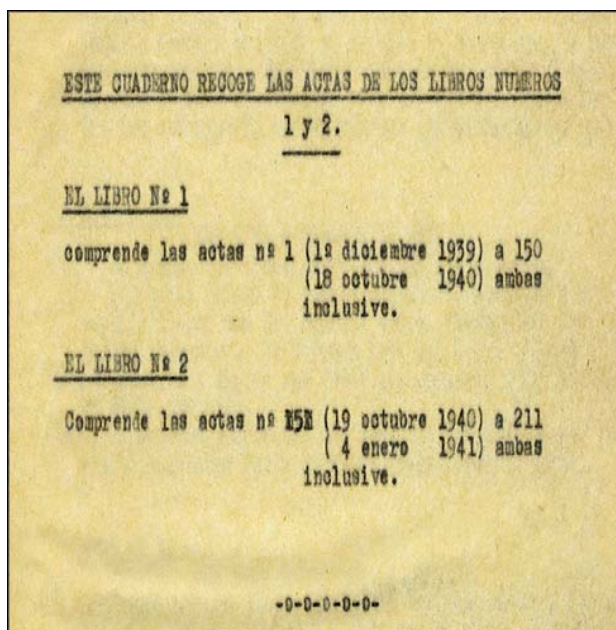 ESTE CUADERNO RECOGE LAS ACTAS DE LOS LIBROS NUMEROS
1 y 2.
EL LIBRO Nº 1
comprende las actas nº 1 (1º diciembre 1939) a 150
(18 octubre 1940) ambas
inclusive.
EL LIBRO Nº 2
Comprende las actas nº 151 (19 octubre 1940) a 211
( 4 enero 1941) ambas
inclusive.
-0-0-0-0-0-